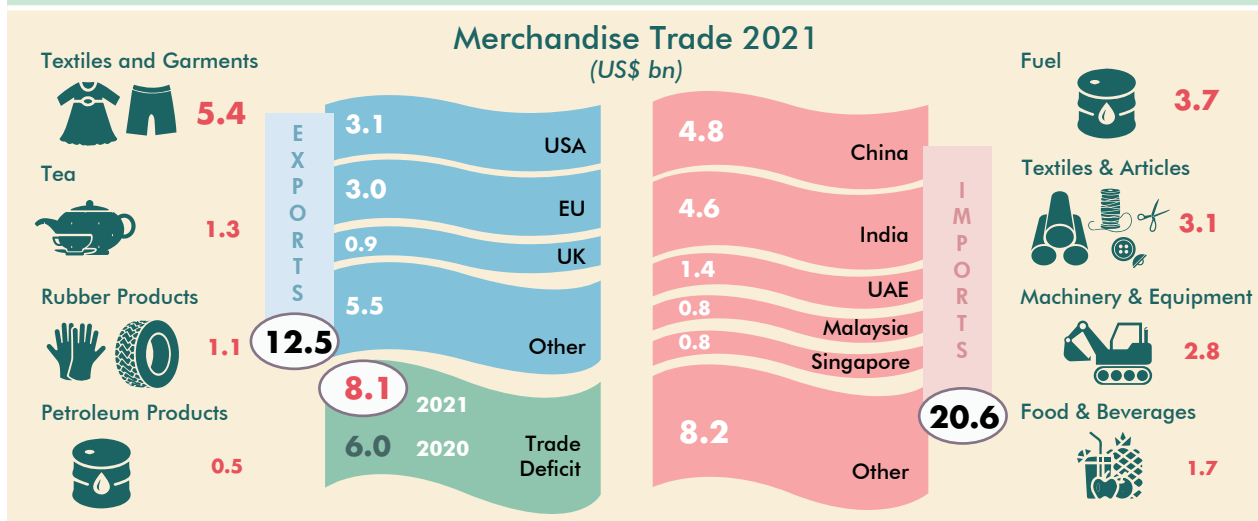 Merchandise Trade 2021
(US$ bn)
Textiles and Garments
5.4
Tea
1.3
Rubber Products
1.1
Petroleum Products
0.5
EXPORTS
12.5
3.1
USA
3.0
EU
0.9
UK
5.5
Other
8.1
2021
6.0
2020
Trade
Deficit
4.8
China
4.6
India
1.4
UAE
0.8
Malaysia
0.8
Singapore
8.2
Other
IMPORTS
20.6
Fuel
3.7
Textiles & Articles
3.1
Machinery & Equipment
2.8
Food & Beverages
1.7